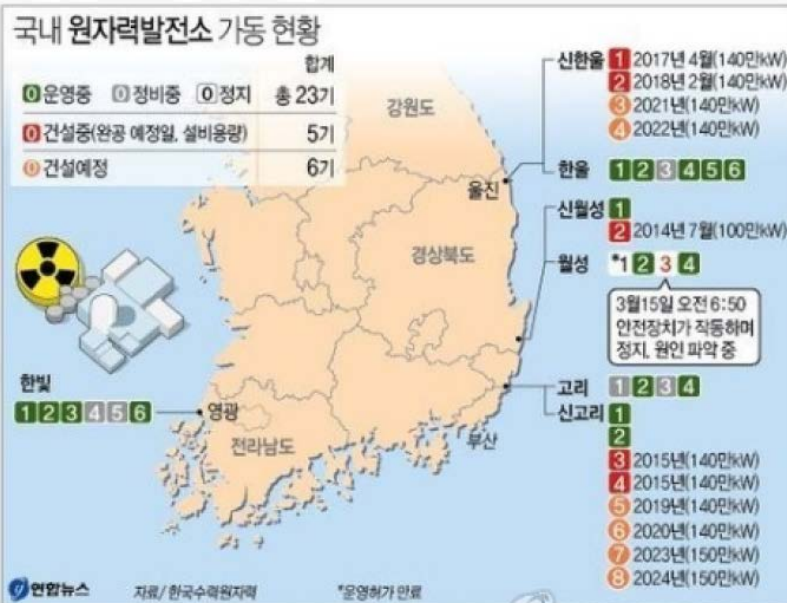 국내 원자력발전소 가동 현황
합계
0 운영중 0 정비중 0 정지 총 23기
0 건설중(완공 예정일, 설비용량) 5기
0 건설예정 6기
강원도
울진
경상북도
부산
전라남도
영광
신한울 1 2017년 4월(140만kW)
2 2018년 2월(140만kW)
3 2021년(140만kW)
4 2022년(140만kW)
한울 1 2 3 4 5 6
신월성 1
2 2014년 7월(100만kW)
월성 *1 2 3 4
3월15일 오전 6:50
안전장치가 작동하며
정지, 원인 파악 중
고리 1 2 3 4
신고리 1
2
3 2015년(140만kW)
4 2015년(140만kW)
5 2019년(140만kW)
6 2020년(140만kW)
7 2023년(150만kW)
8 2024년(150만kW)
한빛
1 2 3 4 5 6
연합뉴스 자료/한국수력원자력 *운영허가 만료